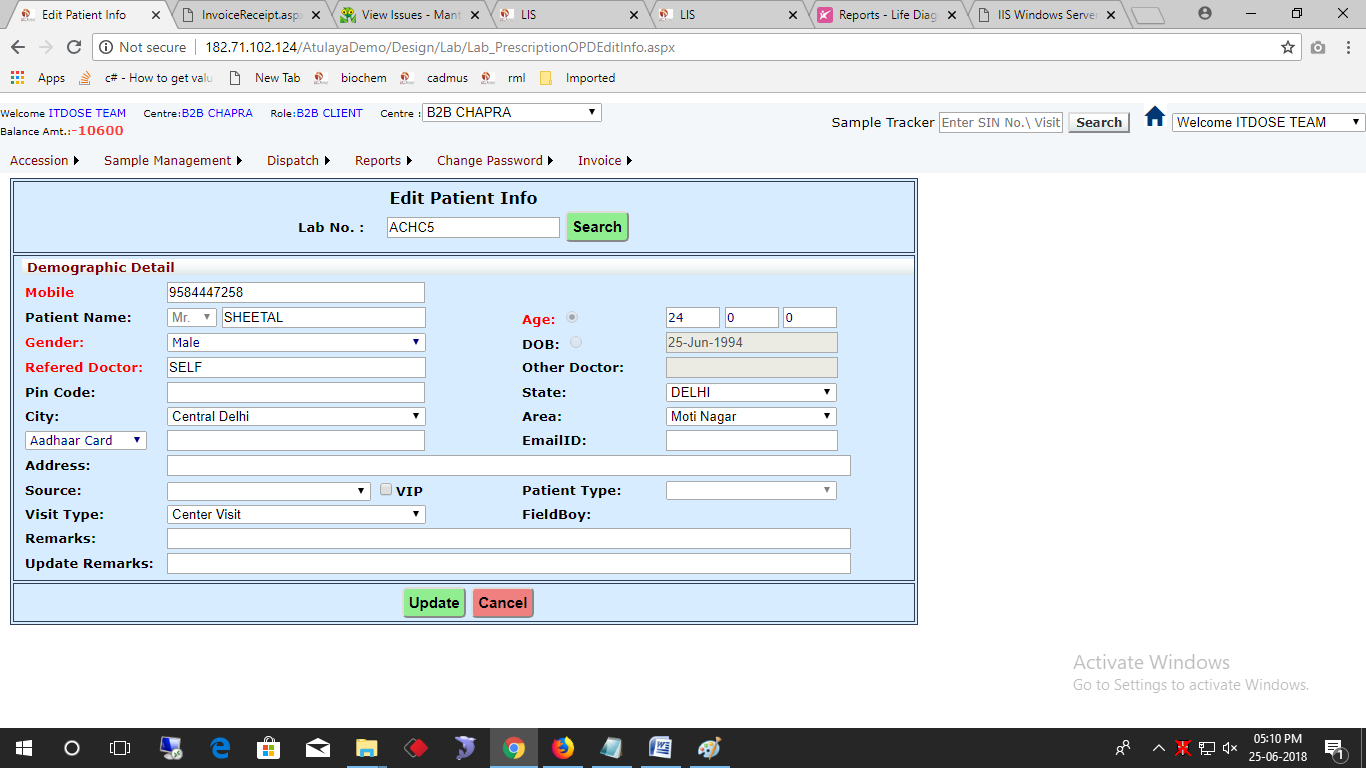 Edit Patient Info InvoiceReceipt.asp View Issues - Mant LIS LIS Reports - Life Diag IIS Windows Server
Not secure 182.71.102.124/AtulayaDemo/Design/Lab/Lab_PrescriptionOPDEditInfo.aspx
Apps c# - How to get valu New Tab biochem cadmus rml Imported
Welcome ITDOSE TEAM Centre:B2B CHAPRA Role:B2B CLIENT Centre : B2B CHAPRA
Balance Amt.:-10600
Sample Tracker Enter SIN No.\ Visit Search Welcome ITDOSE TEAM
Accession Sample Management Dispatch Reports Change Password Invoice
Edit Patient Info
Lab No. : ACHC5 Search
Demographic Detail
Mobile 9584447258
Patient Name: Mr. SHEETAL Age: 24 0 0
Gender: Male DOB: 25-Jun-1994
Refered Doctor: SELF Other Doctor:
Pin Code: State: DELHI
City: Central Delhi Area: Moti Nagar
Aadhaar Card EmailID:
Address:
Source: VIP Patient Type:
Visit Type: Center Visit FieldBoy:
Remarks:
Update Remarks:
Update Cancel
Activate Windows
Go to Settings to activate Windows.
05:10 PM
25-06-2018
1